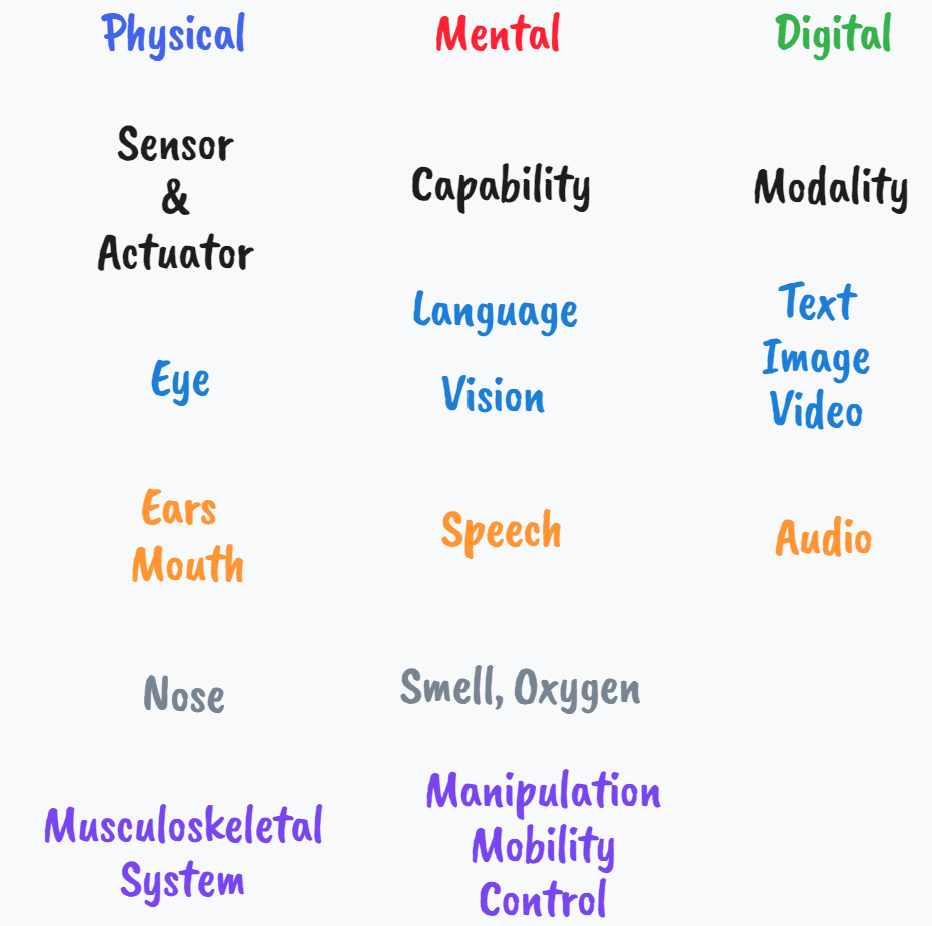 Physical
Mental
Digital
Sensor
&
Actuator
Capability
Modality
Eye
Language
Vision
Text
Image
Video
Ears
Mouth
Speech
Audio
Nose
Smell, Oxygen
Musculoskeletal
System
Manipulation
Mobility
Control